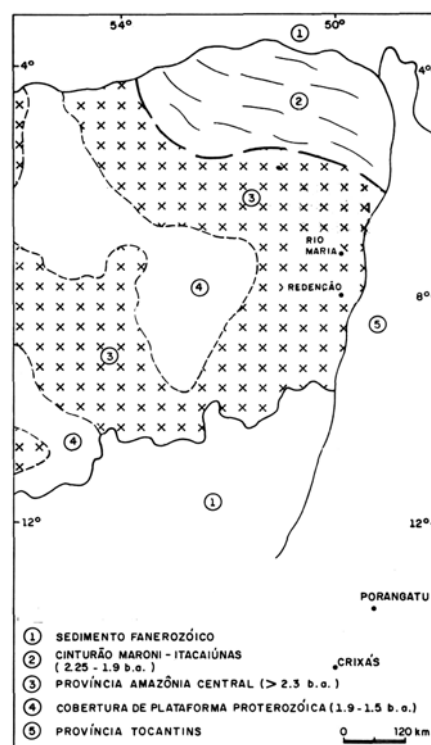 54°
50°
①
4°
4°
②
③
RIO
MARIA
④
REDENÇÃO
8°
⑤
③
④
①
12°
12°
PORANGATU
① SEDIMENTO FANEROZÓICO
② CINTURÃO MARONI - ITACAIÚNAS
(2.25 - 1.9 b.a.)
③ PROVÍNCIA AMAZÔNIA CENTRAL (> 2.3 b.a.)
CRIXÁS
④ COBERTURA DE PLATAFORMA PROTEROZÓICA (1.9-1.5 b.a.)
⑤ PROVÍNCIA TOCANTINS
0 120 km